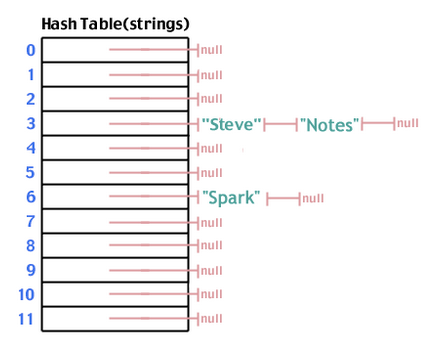 Hash Table(strings)
0 null
1 null
2 null
3 "Steve" "Notes" null
4 null
5 null
6 "Spark" null
7 null
8 null
9 null
10 null
11 null